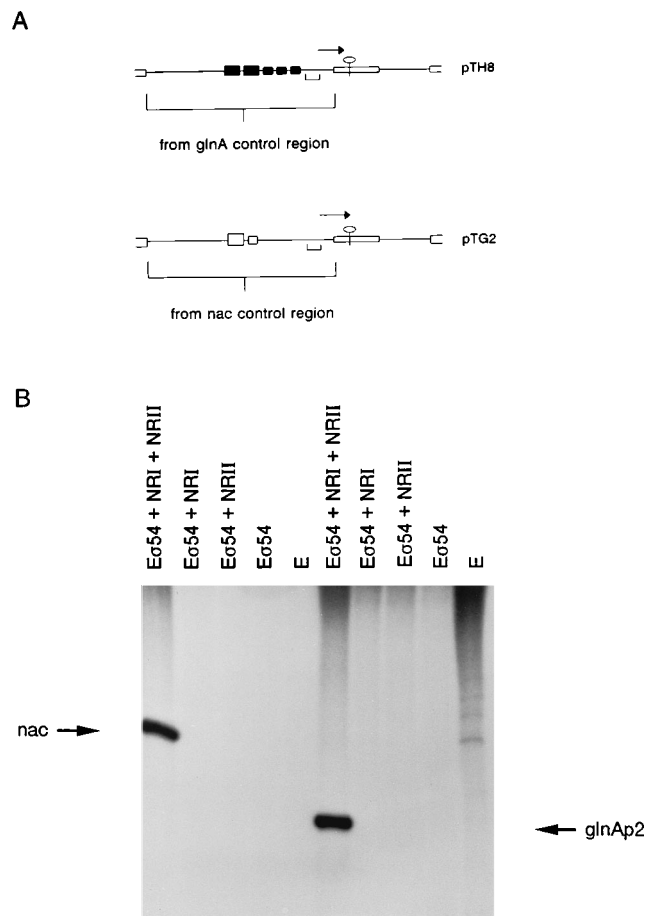 A
pTH8
from glnA control region
pTG2
from nac control region
B
Eσ54 + NRI + NRII
Eσ54 + NRI
Eσ54 + NRII
Eσ54
E
Eσ54 + NRI + NRII
Eσ54 + NRI
Eσ54 + NRII
Eσ54
E
nac
glnAp2